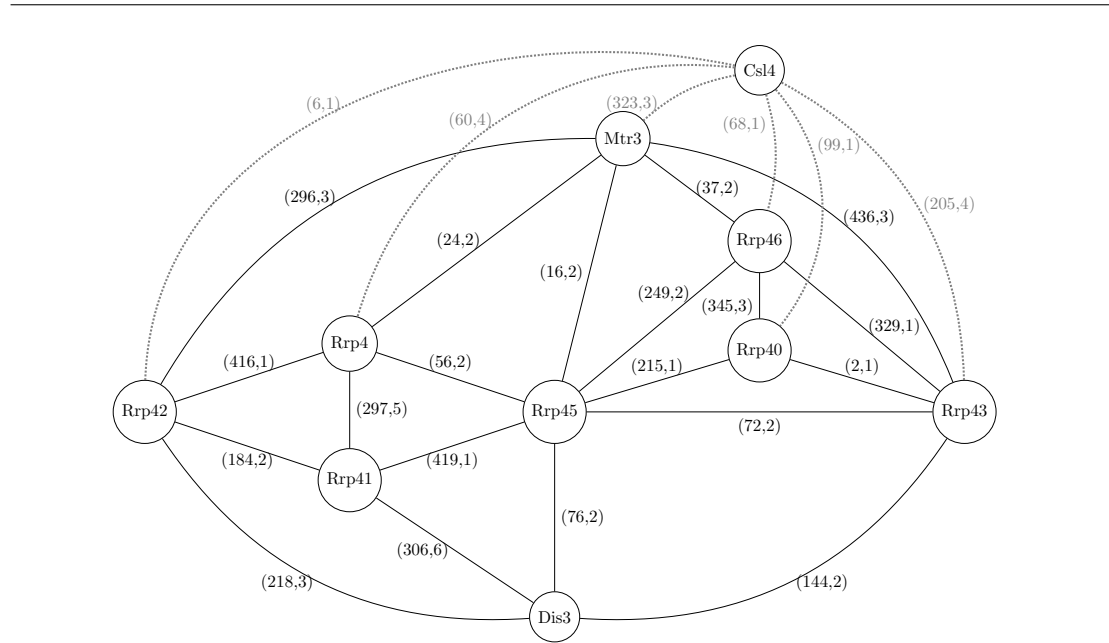 Csl4
(6,1)
(323,3)
(60,4)
(68,1)
Mtr3
(99,1)
(37,2)
(296,3)
(205,4)
(436,3)
(24,2)
Rrp46
(16,2)
(249,2)
(345,3)
(329,1)
Rrp4
Rrp40
(416,1)
(56,2)
(215,1)
(2,1)
Rrp42
(297,5)
Rrp45
Rrp43
(72,2)
(184,2)
(419,1)
Rrp41
(76,2)
(306,6)
(218,3)
(144,2)
Dis3